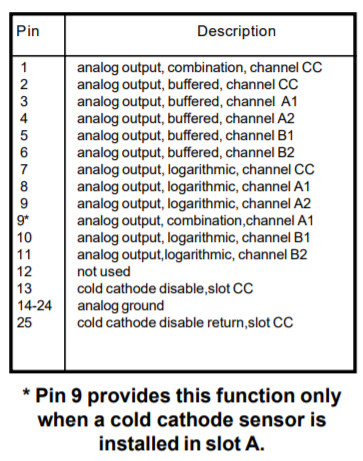 Pin Description
1 analog output, combination, channel CC
2 analog output, buffered, channel CC
3 analog output, buffered, channel A1
4 analog output, buffered, channel A2
5 analog output, buffered, channel B1
6 analog output, buffered, channel B2
7 analog output, logarithmic, channel CC
8 analog output, logarithmic, channel A1
9 analog output, logarithmic, channel A2
9* analog output, combination,channel A1
10 analog output, logarithmic, channel B1
11 analog output,logarithmic, channel B2
12 not used
13 cold cathode disable,slot CC
14-24 analog ground
25 cold cathode disable return,slot CC
* Pin 9 provides this function only
when a cold cathode sensor is
installed in slot A.